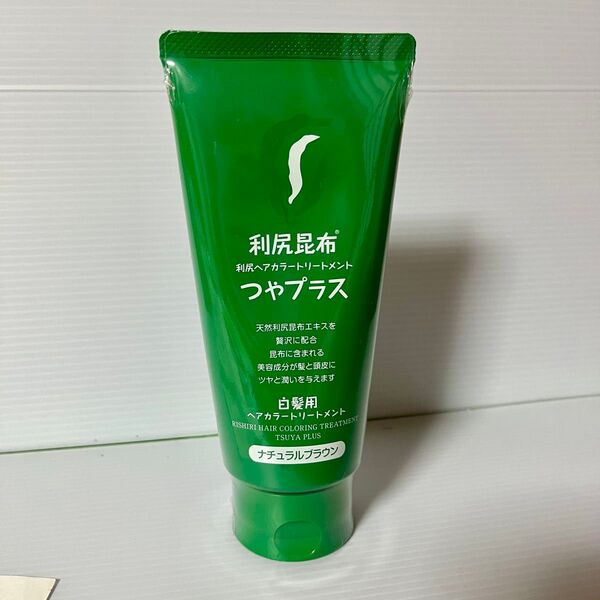 利尻昆布®
利尻ヘアカラートリートメント
つやプラス
天然利尻昆布エキスを
贅沢に配合
昆布に含まれる
美容成分が髪と頭皮に
ツヤと潤いを与えます
白髪用
ヘアカラートリートメント
RISHIRI HAIR COLORING TREATMENT
TSUYA PLUS
ナチュラルブラウン